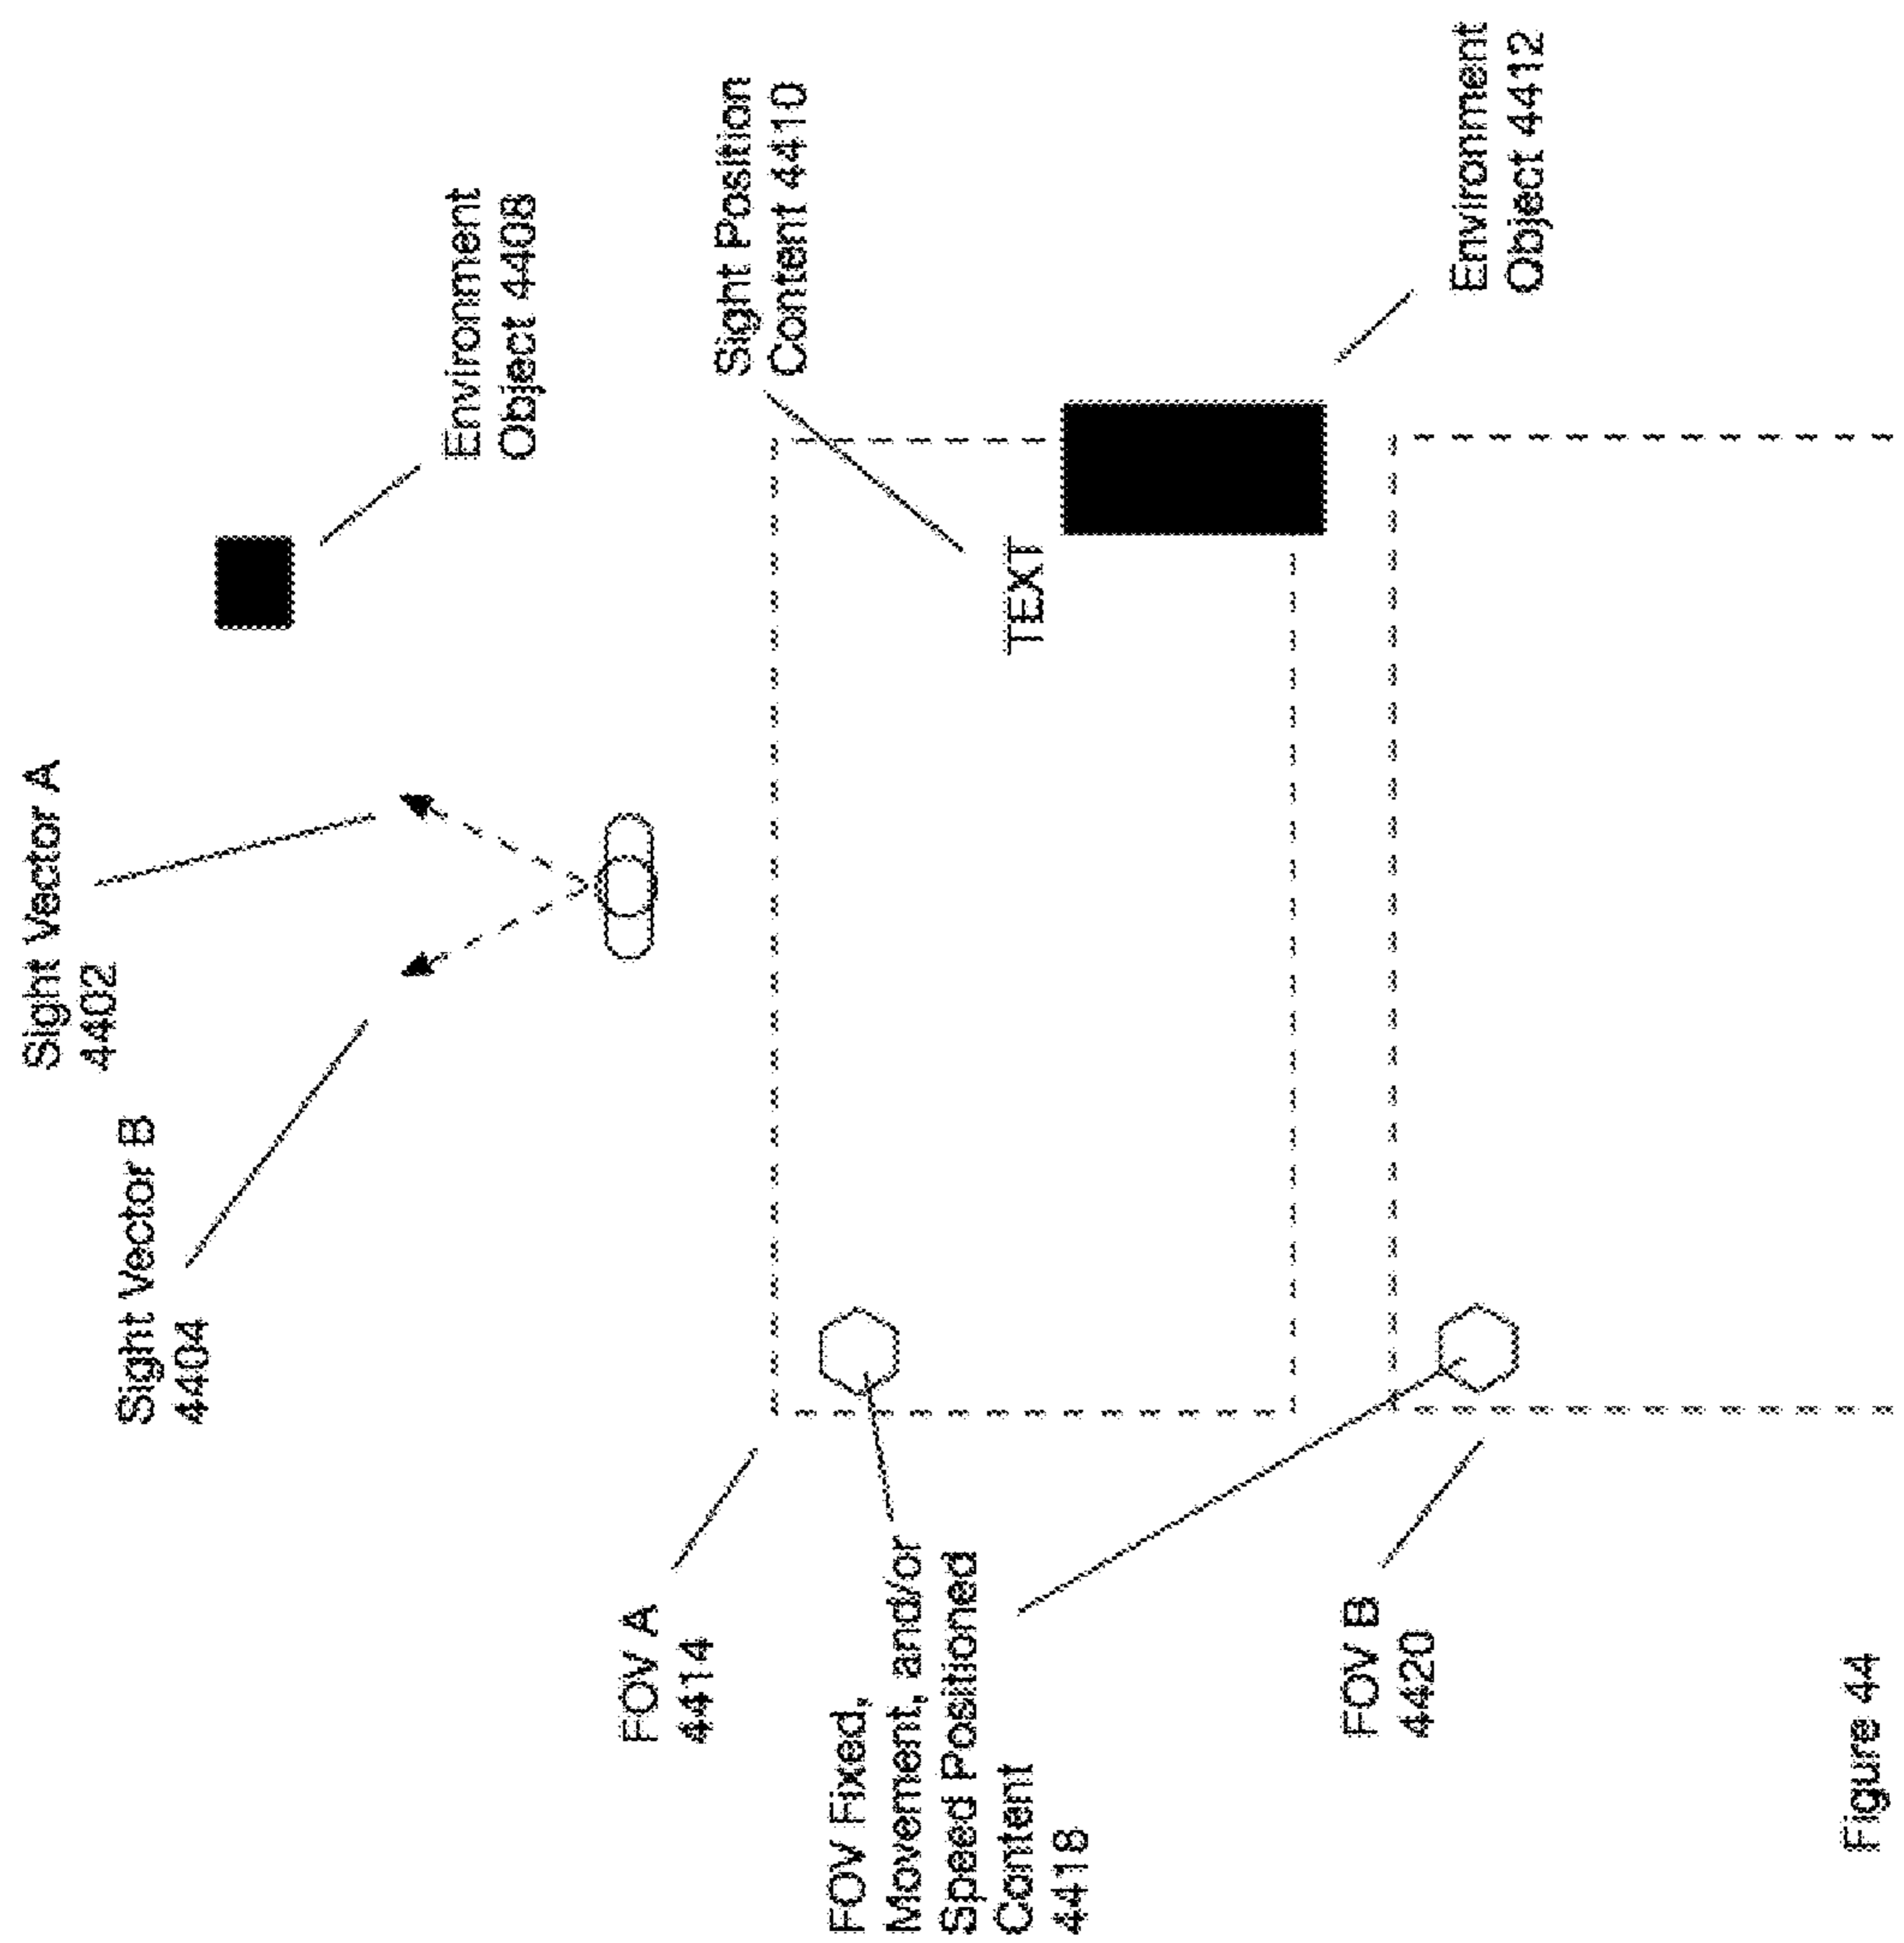 Sight Vector A
4402
Sight Vector B
4404
Environment
Object 4408
FOV A
4414
Sight Position
Content 4410
TEXT
FOV Fixed,
Movement, and/or
Speed Positioned
Content
4418
Environment
Object 4412
FOV B
4420
Figure 44